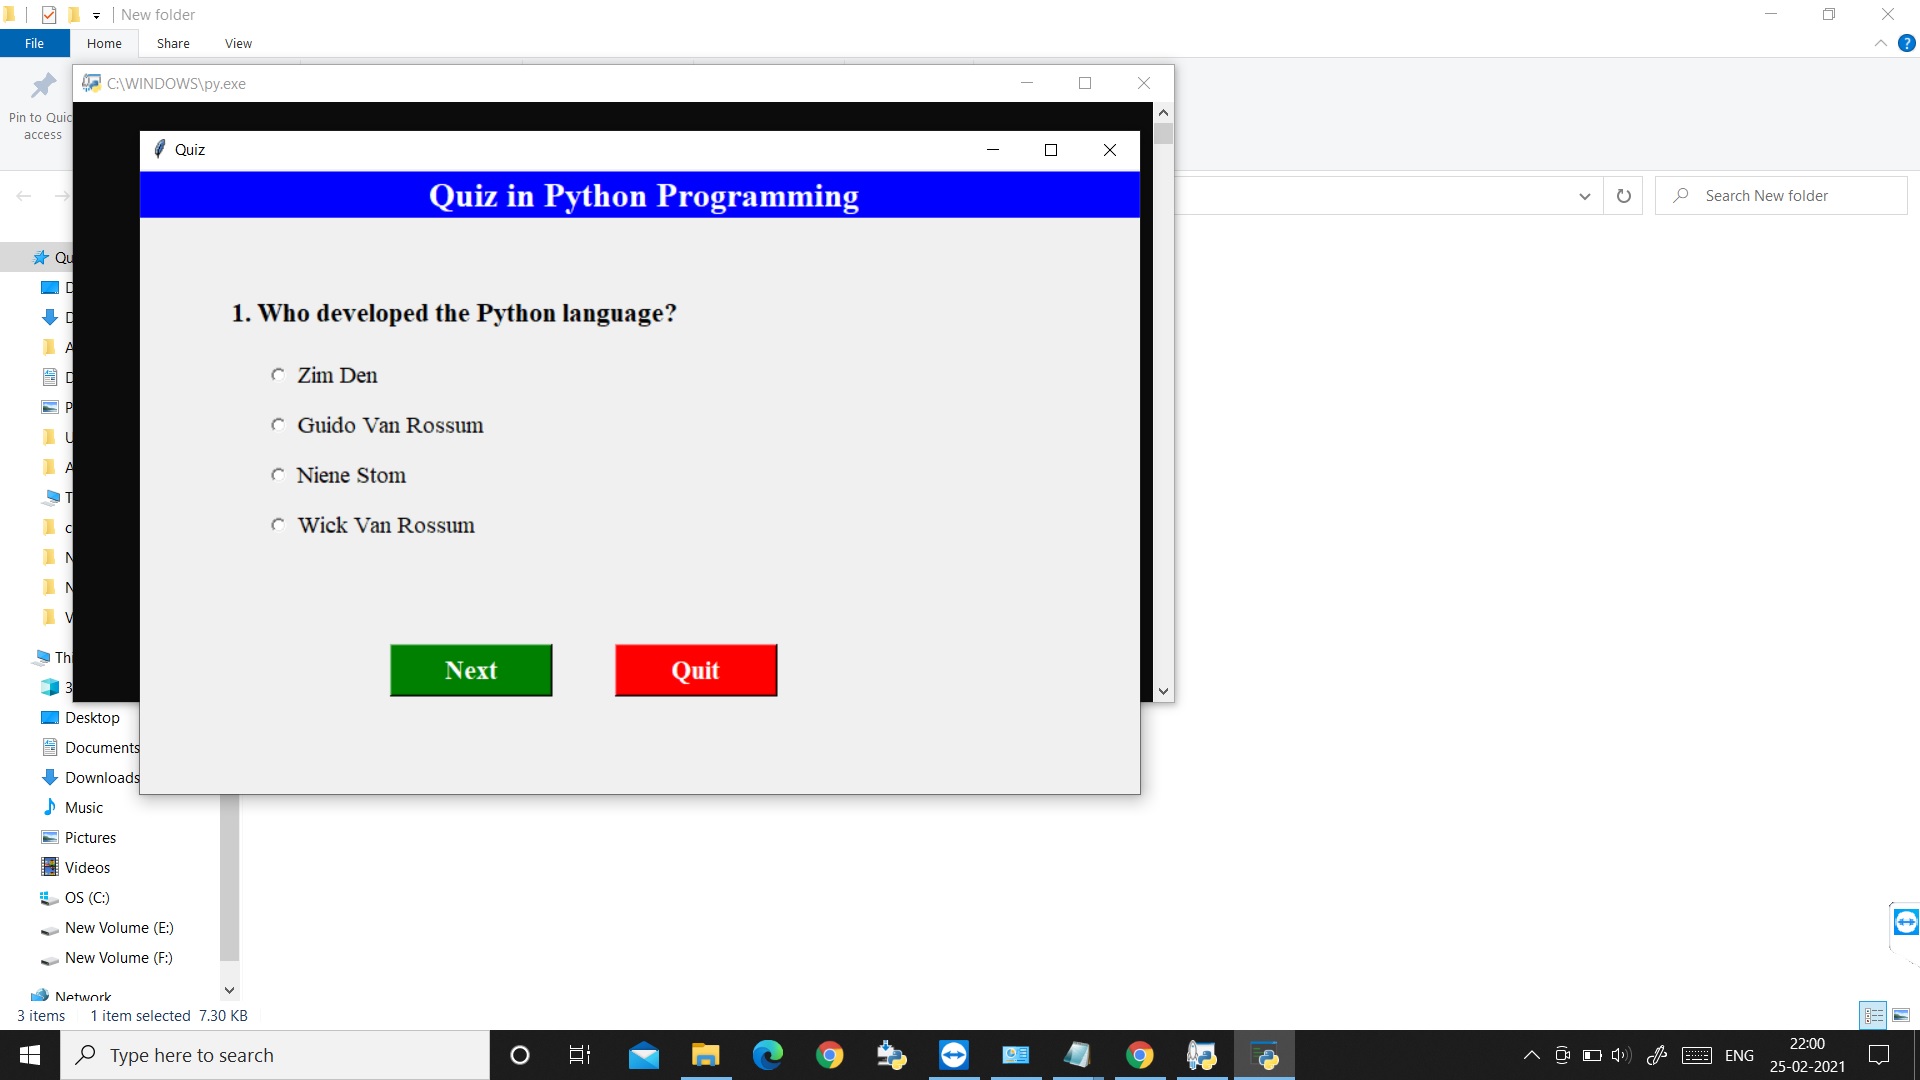 New folder
File Home Share View
Pin to Quic
access
C:\WINDOWS\py.exe
Quiz
Quiz in Python Programming
Search New folder
1. Who developed the Python language?
Zim Den
Guido Van Rossum
Niene Stom
Wick Van Rossum
Next Quit
Qu
D
D
A
D
P
U
A
T
c
N
N
V
Thi
3
Desktop
Documents
Downloads
Music
Pictures
Videos
OS (C:)
New Volume (E:)
New Volume (F:)
Network
3 items 1 item selected 7.30 KB
Type here to search
ENG
22:00
25-02-2021